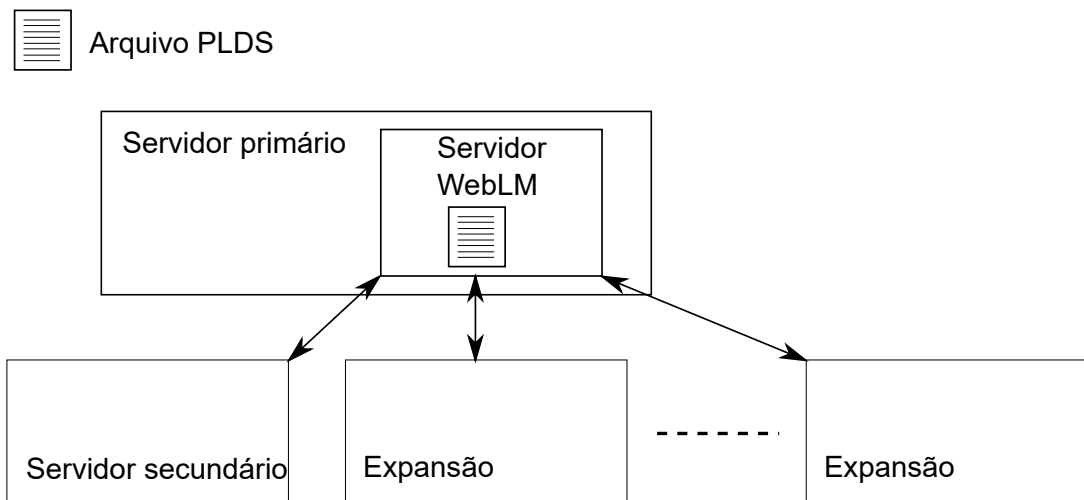 Arquivo PLDS
Servidor primário
Servidor
WebLM
Servidor secundário
Expansão
Expansão